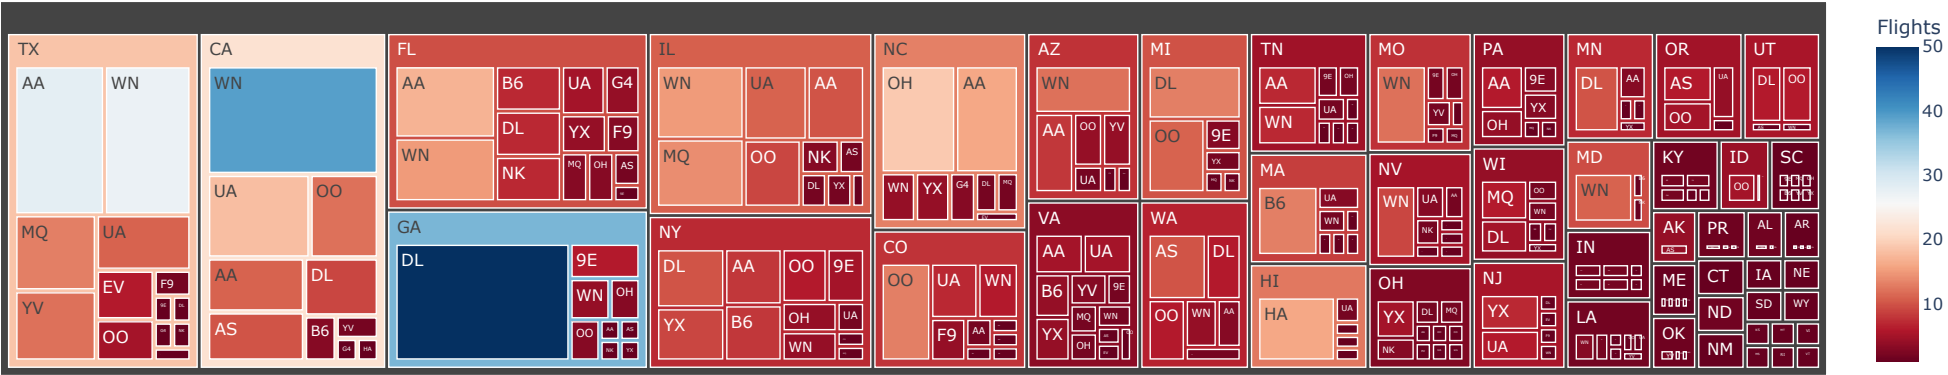 TX
AA
WN
MQ
UA
YV
EV
F9
9E
DL
OO
CA
WN
UA
OO
AA
DL
AS
B6
YV
G4
HA
FL
AA
B6
UA
G4
DL
YX
F9
WN
NK
MQ
OH
AS
GA
DL
9E
WN
OH
OO
AA
AS
NK
YX
IL
WN
UA
AA
MQ
OO
NK
AS
DL
YX
NY
DL
AA
OO
9E
YX
B6
OH
UA
WN
NC
OH
AA
WN
YX
G4
DL
MQ
EV
CO
OO
UA
WN
F9
AA
AZ
WN
AA
OO
YV
UA
VA
AA
UA
B6
YV
9E
MQ
WN
YX
OH
MI
DL
OO
9E
YX
WA
AS
DL
OO
WN
AA
TN
AA
9E
OH
UA
WN
MA
B6
UA
WN
HI
HA
UA
MO
WN
9E
OH
YV
NV
WN
UA
AA
NK
OH
YX
DL
MQ
NK
PA
AA
9E
YX
OH
WI
MQ
OO
WN
DL
YX
NJ
YX
UA
MN
DL
AA
YX
MD
WN
IN
LA
WN
OR
AS
UA
OO
UT
DL
OO
AS
WN
KY
ID
OO
SC
AK
AS
PR
AL
AR
ME
CT
IA
NE
ND
SD
WY
OK
NM
Flights
50
40
30
20
10